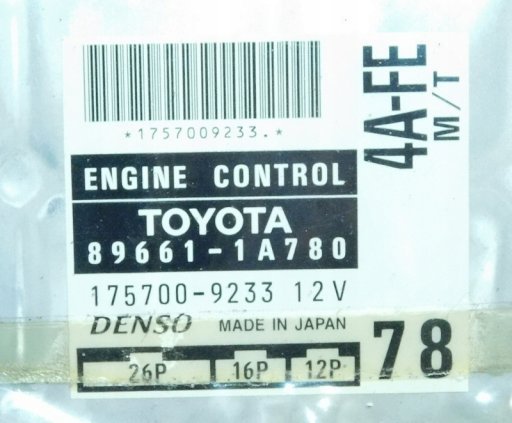 *1757009233.*
4A-FE
M/T
ENGINE CONTROL
TOYOTA
89661-1A780
175700-9233 12V
DENSO MADE IN JAPAN
78
26P 16P 12P